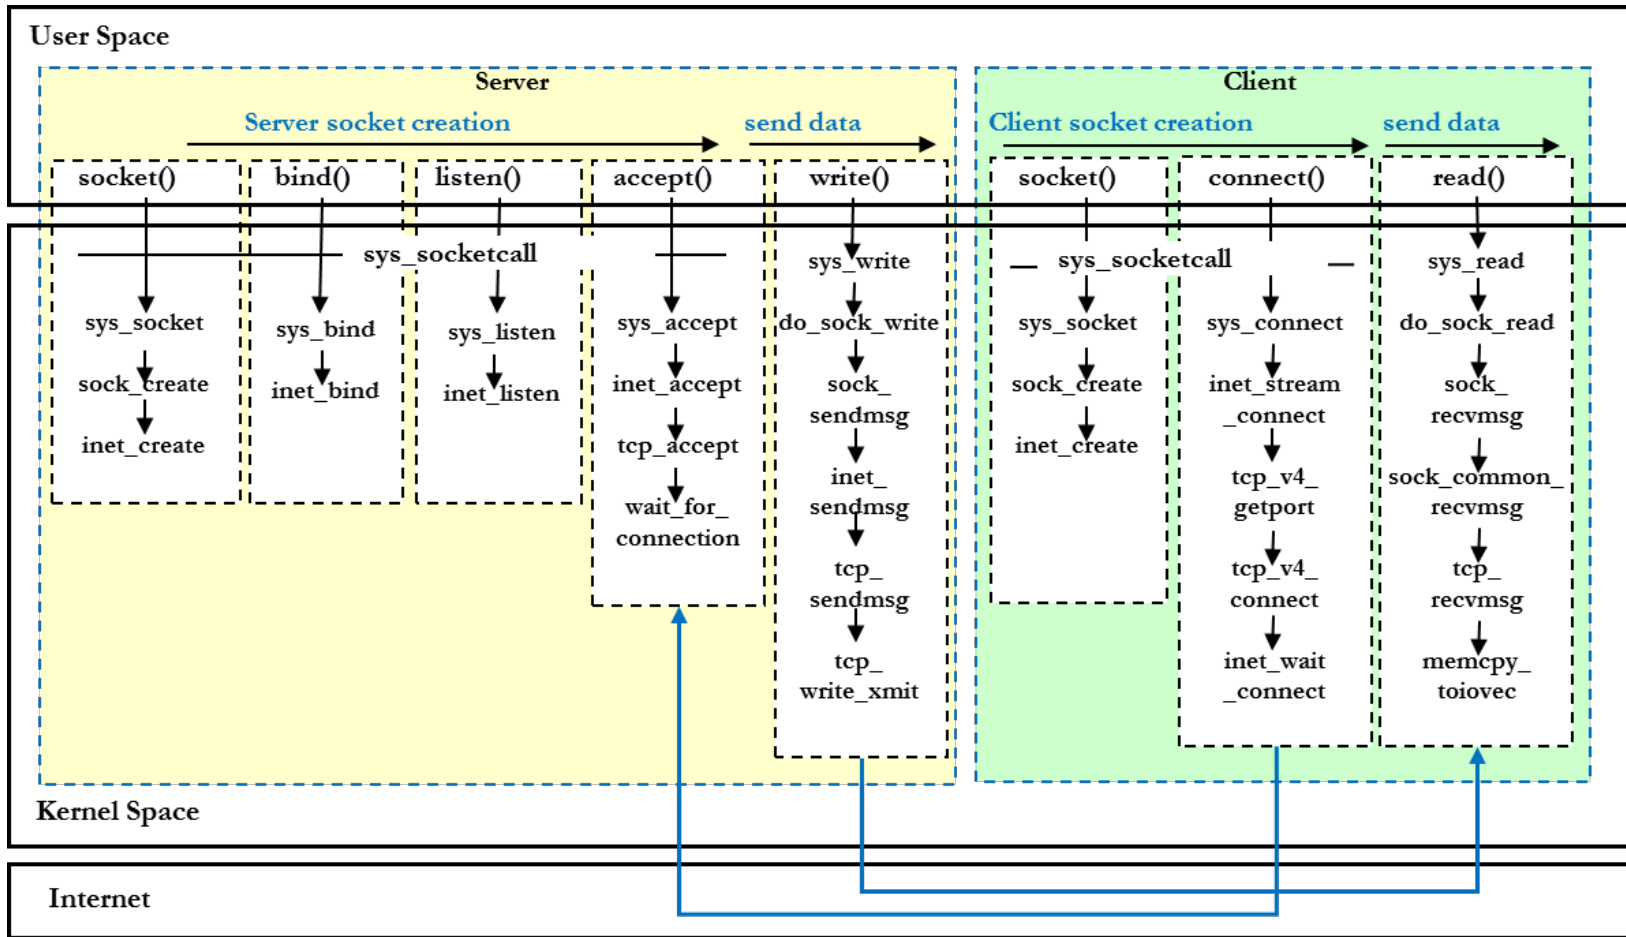 User Space
Server
Client
Server socket creation
send data
Client socket creation
send data
socket()
bind()
listen()
accept()
write()
socket()
connect()
read()
sys_socketcall
sys_socket
sock_create
inet_create
sys_bind
inet_bind
sys_listen
inet_listen
sys_accept
inet_accept
tcp_accept
wait_for_
connection
sys_write
do_sock_write
sock_
sendmsg
inet_
sendmsg
tcp_
sendmsg
tcp_
write_xmit
sys_socketcall
sys_socket
sock_create
inet_create
sys_connect
inet_stream
_connect
tcp_v4_
getport
tcp_v4_
connect
inet_wait
_connect
sys_read
do_sock_read
sock_
recvmsg
sock_common_
recvmsg
tcp_
recvmsg
memcpy_
toiovec
Kernel Space
Internet